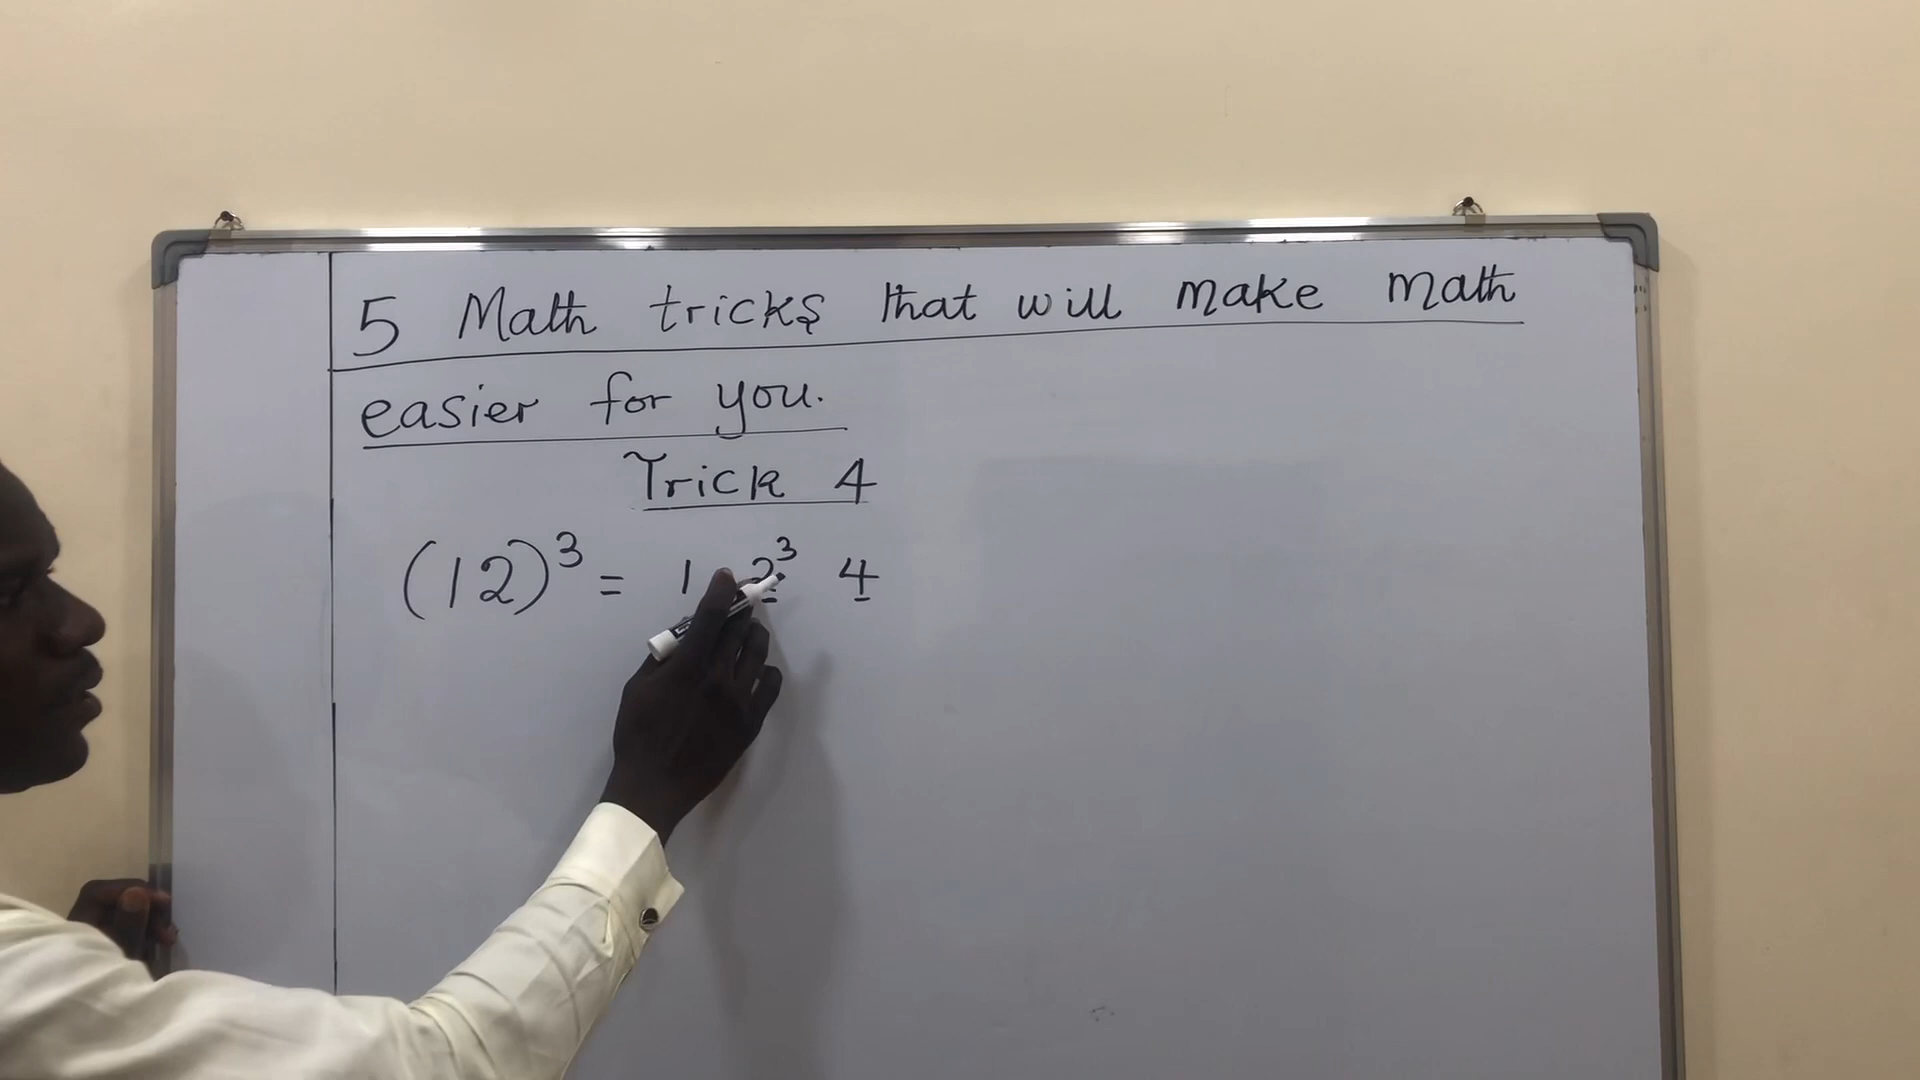 5 Math tricks that will make math
easier for you.
Trick 4
(12)³ = 1 2³ 4